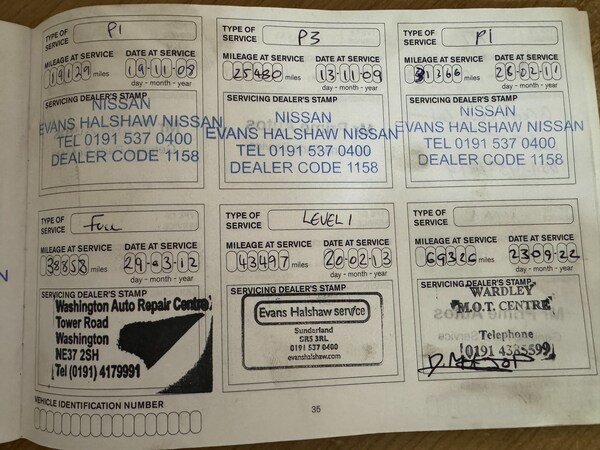 TYPE OF SERVICE P1
MILEAGE AT SERVICE DATE AT SERVICE
19129 miles 19-11-08
day - month - year
SERVICING DEALER'S STAMP
NISSAN
EVANS HALSHAW NISSAN
TEL 0191 537 0400
DEALER CODE 1158
TYPE OF SERVICE P3
MILEAGE AT SERVICE DATE AT SERVICE
25430 miles 13-11-09
day - month - year
SERVICING DEALER'S STAMP
NISSAN
EVANS HALSHAW NISSAN
TEL 0191 537 0400
DEALER CODE 1158
TYPE OF SERVICE P1
MILEAGE AT SERVICE DATE AT SERVICE
31366 miles 28-02-11
day - month - year
SERVICING DEALER'S STAMP
NISSAN
EVANS HALSHAW NISSAN
TEL 0191 537 0400
DEALER CODE 1158
TYPE OF SERVICE FULL
MILEAGE AT SERVICE DATE AT SERVICE
38858 miles 29-03-12
day - month - year
SERVICING DEALER'S STAMP
Washington Auto Repair Centre
Tower Road
Washington
NE37 2SH
Tel (0191) 4179991
TYPE OF SERVICE LEVEL 1
MILEAGE AT SERVICE DATE AT SERVICE
43497 miles 20-02-13
day - month - year
SERVICING DEALER'S STAMP
Evans Halshaw service
Sunderland
SR5 3RL
0191 537 0400
evanshalshaw.com
TYPE OF SERVICE
MILEAGE AT SERVICE DATE AT SERVICE
69326 miles 23-09-22
day - month - year
SERVICING DEALER'S STAMP
WARDLEY
M.O.T. CENTRE
Telephone
(0191 4385599)
VEHICLE IDENTIFICATION NUMBER
35